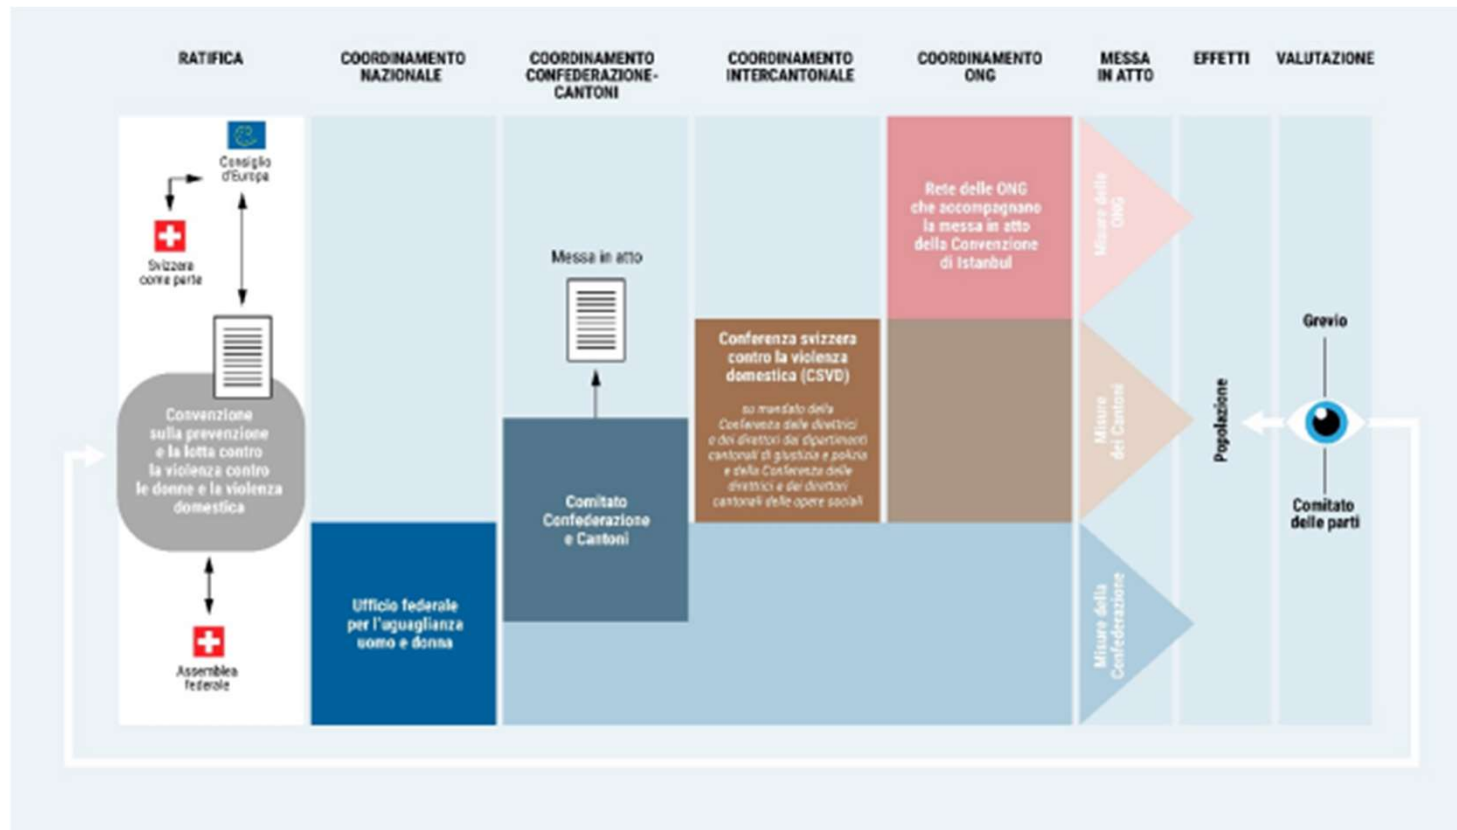 RATIFICA
COORDINAMENTO
NAZIONALE
COORDINAMENTO
CONFEDERAZIONE-
CANTONI
COORDINAMENTO
INTERCANTONALE
COORDINAMENTO
ONG
MESSA
IN ATTO
EFFETTI
VALUTAZIONE
Consiglio
d'Europa
Svizzera
come parte
Convenzione
sulla prevenzione
e la lotta contro
la violenza contro
le donne e la violenza
domestica
Assemblea
federale
Ufficio federale
per l'uguaglianza
uomo e donna
Messa in atto
Comitato
Confederazione
e Cantoni
Conferenza svizzera
contro la violenza
domestica (CSVD)
su mandato della
Conferenza delle direttrici
e dei direttori dei dipartimenti
cantonali di giustizia e polizia
e della Conferenza delle
direttrici e dei direttori
cantonali delle opere sociali
Rete delle ONG
che accompagnano
la messa in atto
della Convenzione
di Istanbul
Misure delle
ONG
Misure
dei Cantoni
Misure della
Confederazione
Popolazione
Grevio
Comitato
delle parti